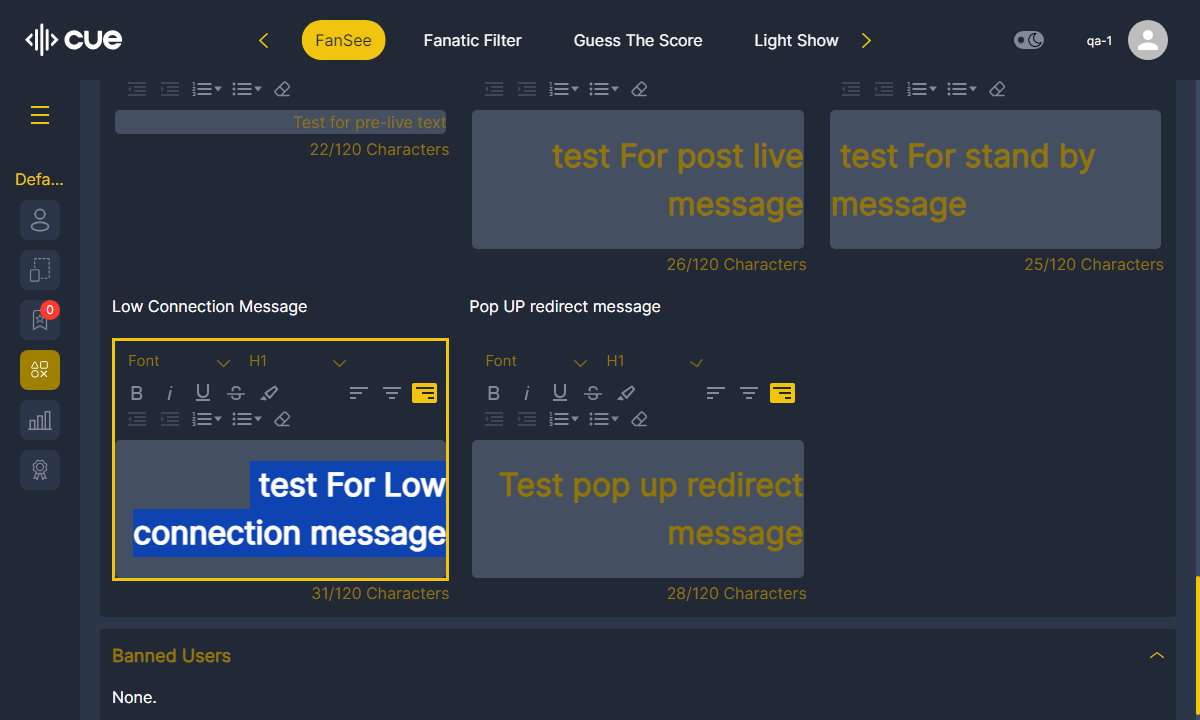 cue
FanSee
Fanatic Filter
Guess The Score
Light Show
qa-1
Defa...
0
Test for pre-live text
22/120 Characters
test For post live
message
26/120 Characters
test For stand by
message
25/120 Characters
Low Connection Message
Pop UP redirect message
Font
H1
B i U S
test For Low
connection message
31/120 Characters
Font
H1
B i U S
Test pop up redirect
message
28/120 Characters
Banned Users
None.